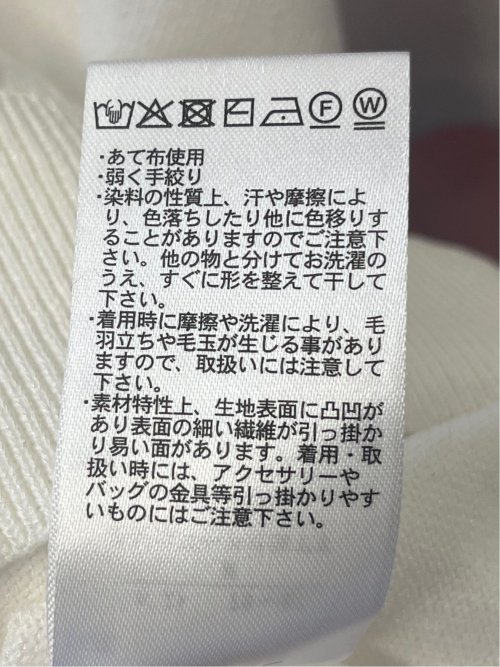 F W
・あて布使用
・弱く手絞り
・染料の性質上、汗や摩擦によ
り、色落ちしたり他に色移りす
ることがありますのでご注意下
さい。他の物と分けてお洗濯の
うえ、すぐに形を整えて干して
下さい。
・着用時に摩擦や洗濯により、毛
羽立ちや毛玉が生じる事があり
ますので、取扱いには注意して
下さい。
・素材特性上、生地表面に凸凹が
あり表面の細い繊維が引っ掛か
り易い面があります。着用・取
扱い時には、アクセサリーや
バッグの金具等引っ掛かりやす
いものにはご注意下さい。